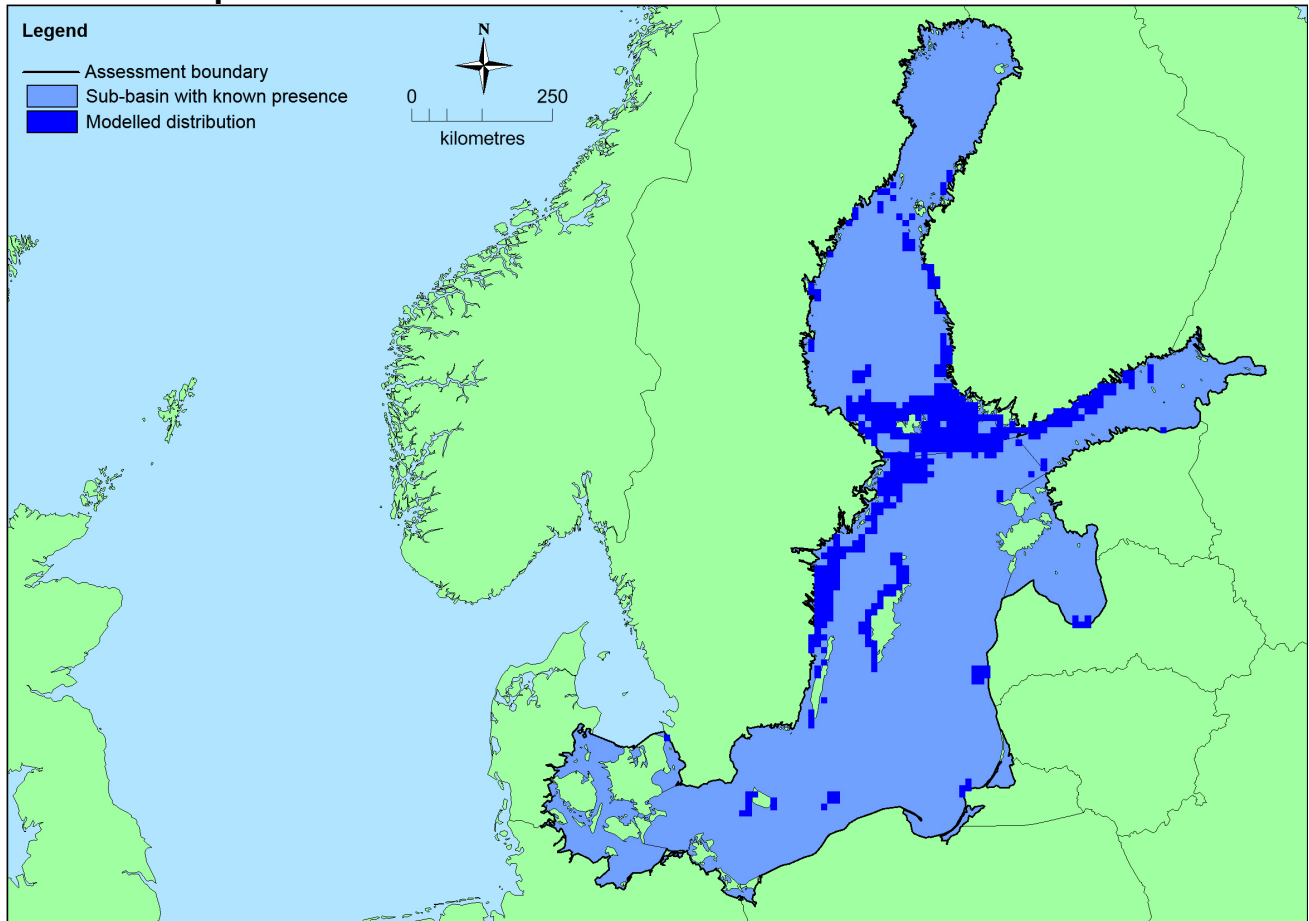 Legend
Assessment boundary
Sub-basin with known presence
Modelled distribution
N
0 250
kilometres